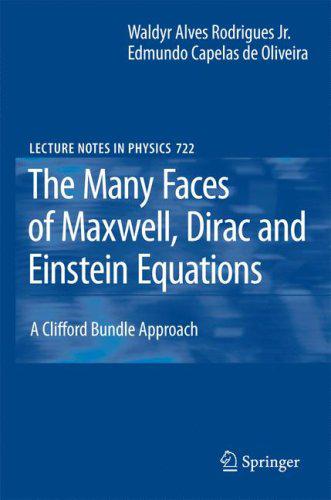 Waldyr Alves Rodrigues Jr.
Edmundo Capelas de Oliveira
LECTURE NOTES IN PHYSICS 722
The Many Faces
of Maxwell, Dirac and
Einstein Equations
A Clifford Bundle Approach
Springer